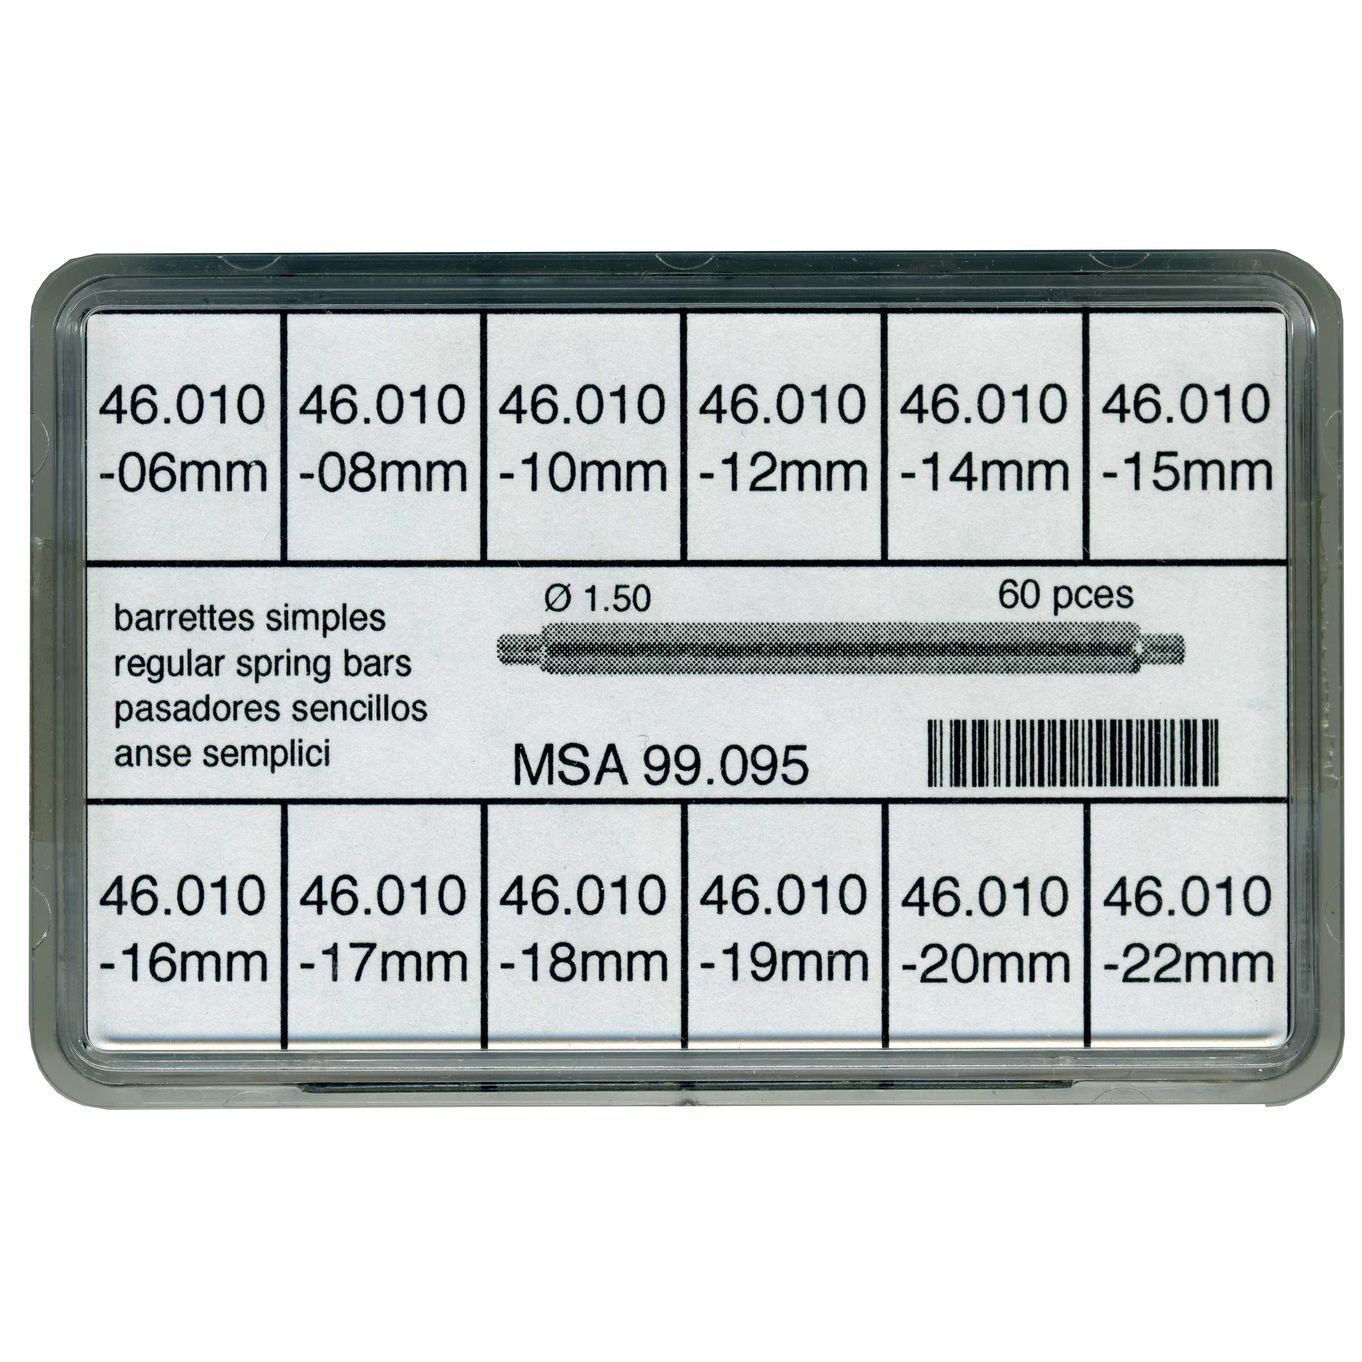 46.010 46.010 46.010 46.010 46.010 46.010
-06mm -08mm -10mm -12mm -14mm -15mm
barrettes simples
regular spring bars
pasadores sencillos
anse semplici
Ø 1.50 60 pces
MSA 99.095
46.010 46.010 46.010 46.010 46.010 46.010
-16mm -17mm -18mm -19mm -20mm -22mm